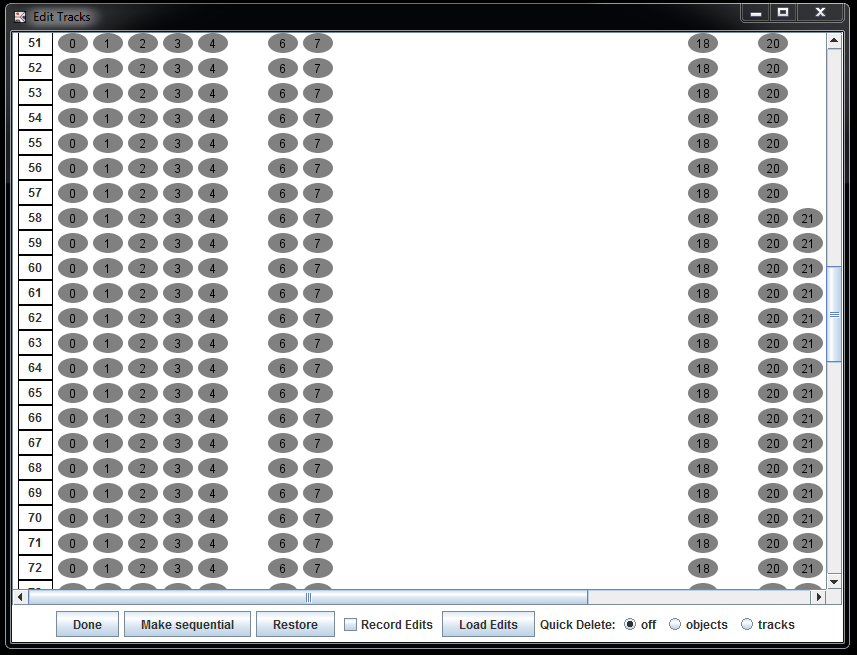 Edit Tracks
51 0 1 2 3 4 6 7 18 20
52 0 1 2 3 4 6 7 18 20
53 0 1 2 3 4 6 7 18 20
54 0 1 2 3 4 6 7 18 20
55 0 1 2 3 4 6 7 18 20
56 0 1 2 3 4 6 7 18 20
57 0 1 2 3 4 6 7 18 20
58 0 1 2 3 4 6 7 18 20 21
59 0 1 2 3 4 6 7 18 20 21
60 0 1 2 3 4 6 7 18 20 21
61 0 1 2 3 4 6 7 18 20 21
62 0 1 2 3 4 6 7 18 20 21
63 0 1 2 3 4 6 7 18 20 21
64 0 1 2 3 4 6 7 18 20 21
65 0 1 2 3 4 6 7 18 20 21
66 0 1 2 3 4 6 7 18 20 21
67 0 1 2 3 4 6 7 18 20 21
68 0 1 2 3 4 6 7 18 20 21
69 0 1 2 3 4 6 7 18 20 21
70 0 1 2 3 4 6 7 18 20 21
71 0 1 2 3 4 6 7 18 20 21
72 0 1 2 3 4 6 7 18 20 21
Done Make sequential Restore Record Edits Load Edits Quick Delete: off objects tracks